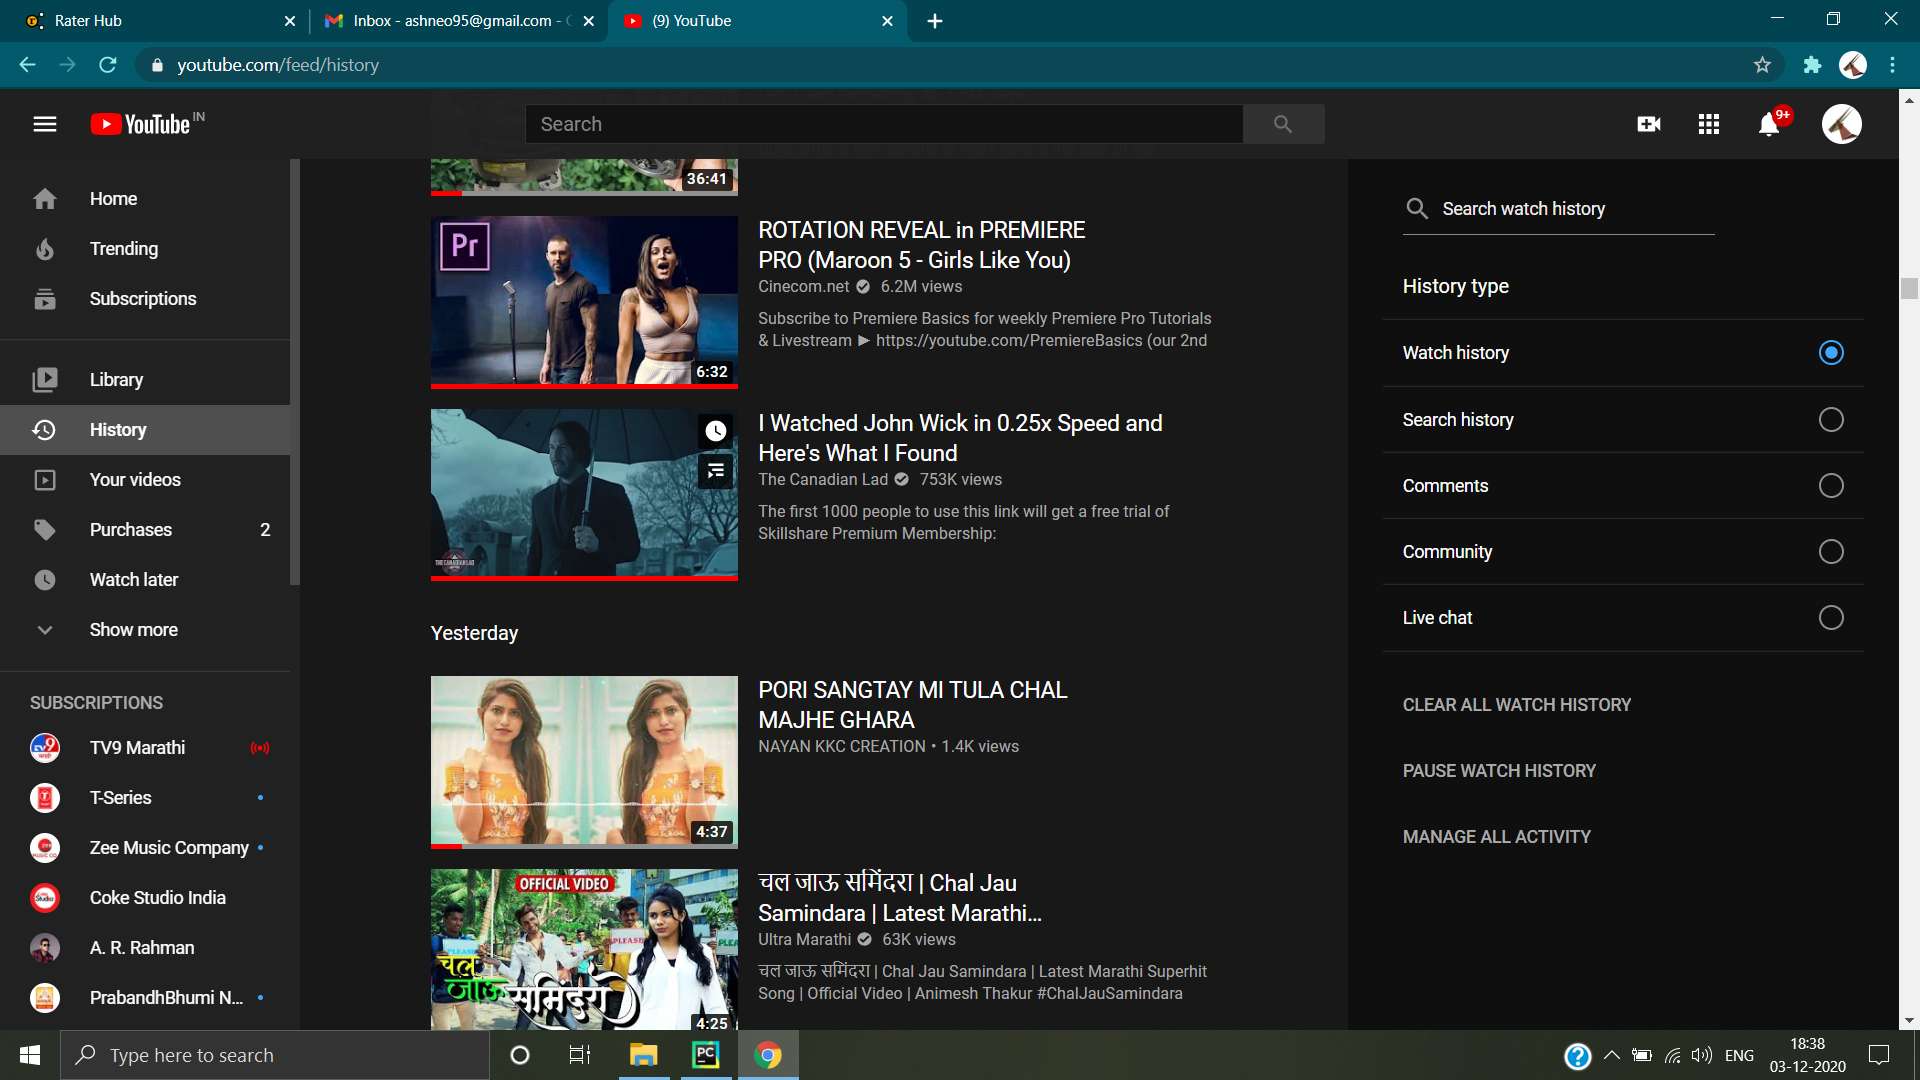 Rater Hub
Inbox - ashneo95@gmail.com -
(9) YouTube
youtube.com/feed/history
YouTube IN
Search
9+
Home
Trending
Subscriptions
Library
History
Your videos
Purchases 2
Watch later
Show more
SUBSCRIPTIONS
TV9 Marathi
T-Series
Zee Music Company
Coke Studio India
A. R. Rahman
PrabandhBhumi N...
36:41
Pr
6:32
ROTATION REVEAL in PREMIERE
PRO (Maroon 5 - Girls Like You)
Cinecom.net 6.2M views
Subscribe to Premiere Basics for weekly Premiere Pro Tutorials
& Livestream ► https://youtube.com/PremiereBasics (our 2nd
THE CANADIAN LAD
I Watched John Wick in 0.25x Speed and
Here's What I Found
The Canadian Lad 753K views
The first 1000 people to use this link will get a free trial of
Skillshare Premium Membership:
Yesterday
4:37
PORI SANGTAY MI TULA CHAL
MAJHE GHARA
NAYAN KKC CREATION • 1.4K views
OFFICIAL VIDEO
चल
जाऊ समिंदरा
4:25
चल जाऊ समिंदरा | Chal Jau
Samindara | Latest Marathi...
Ultra Marathi 63K views
चल जाऊ समिंदरा | Chal Jau Samindara | Latest Marathi Superhit
Song | Official Video | Animesh Thakur #ChalJauSamindara
Search watch history
History type
Watch history
Search history
Comments
Community
Live chat
CLEAR ALL WATCH HISTORY
PAUSE WATCH HISTORY
MANAGE ALL ACTIVITY
Type here to search
PC
ENG
18:38
03-12-2020